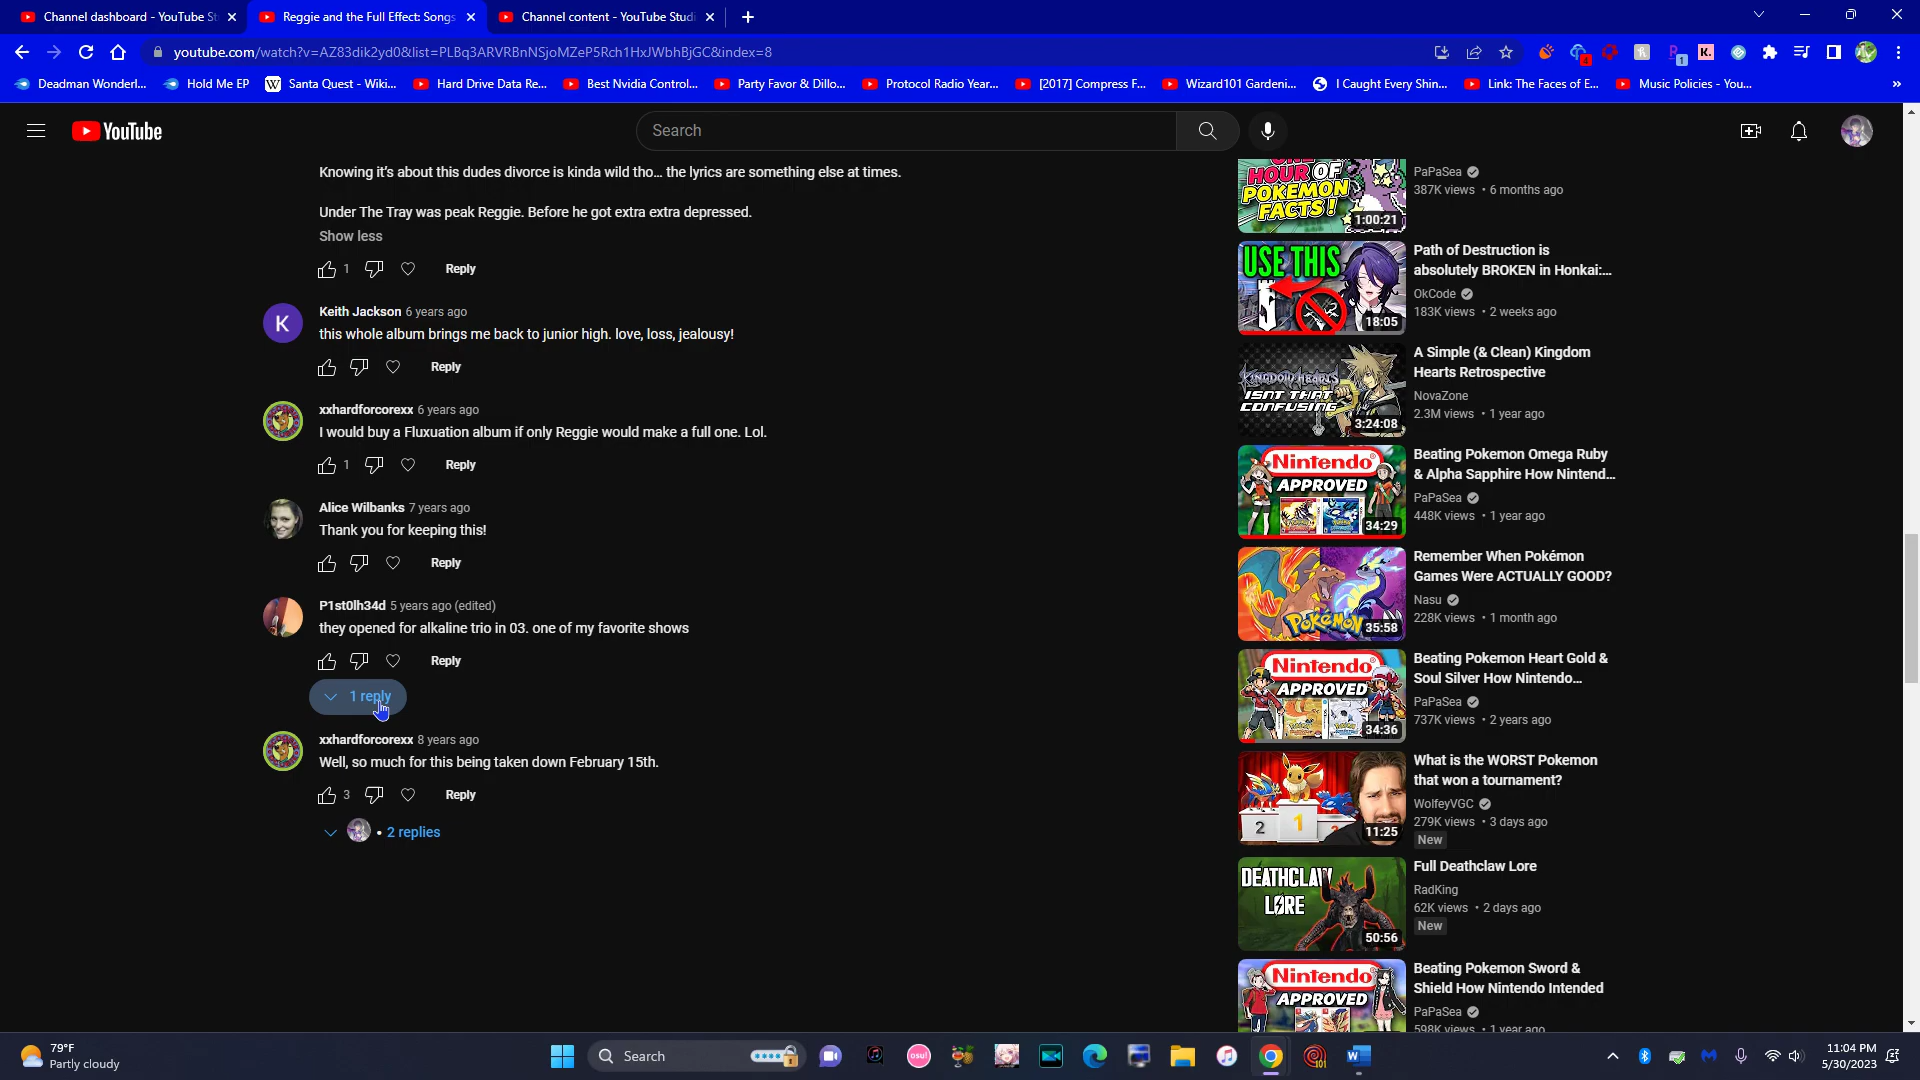 Channel dashboard - YouTube St
Reggie and the Full Effect: Songs
Channel content - YouTube Studi
youtube.com/watch?v=AZ83dik2yd0&list=PLBq3ARVRBnNSjoMZeP5Rch1HxJWbhBjGC&index=8
Deadman Wonderl...
Hold Me EP
Santa Quest - Wiki...
Hard Drive Data Re...
Best Nvidia Control...
Party Favor & Dillo...
Protocol Radio Year...
[2017] Compress F...
Wizard101 Gardeni...
I Caught Every Shin...
Link: The Faces of E...
Music Policies - You...
YouTube
Search
Knowing it's about this dudes divorce is kinda wild tho... the lyrics are something else at times.
Under The Tray was peak Reggie. Before he got extra extra depressed.
Show less
1 Reply
K
Keith Jackson 6 years ago
this whole album brings me back to junior high. love, loss, jealousy!
Reply
xxhardforcorexx 6 years ago
I would buy a Fluxuation album if only Reggie would make a full one. Lol.
1 Reply
Alice Wilbanks 7 years ago
Thank you for keeping this!
Reply
P1st0lh34d 5 years ago (edited)
they opened for alkaline trio in 03. one of my favorite shows
Reply
1 reply
xxhardforcorexx 8 years ago
Well, so much for this being taken down February 15th.
3 Reply
• 2 replies
HOUR OF
POKEMON
FACTS!
1:00:21
PaPaSea
387K views • 6 months ago
USE THIS
18:05
Path of Destruction is
absolutely BROKEN in Honkai:...
OkCode
183K views • 2 weeks ago
KINGDOM HEARTS
ISNT THAT
CONFUSING
3:24:08
A Simple (& Clean) Kingdom
Hearts Retrospective
NovaZone
2.3M views • 1 year ago
Nintendo
APPROVED
34:29
Beating Pokemon Omega Ruby
& Alpha Sapphire How Nintend...
PaPaSea
448K views • 1 year ago
Pokémon
35:58
Remember When Pokémon
Games Were ACTUALLY GOOD?
Nasu
228K views • 1 month ago
Nintendo
APPROVED
34:36
Beating Pokemon Heart Gold &
Soul Silver How Nintendo...
PaPaSea
737K views • 2 years ago
2 1
11:25
What is the WORST Pokemon
that won a tournament?
WolfeyVGC
279K views • 3 days ago
New
DEATHCLAW
LORE
50:56
Full Deathclaw Lore
RadKing
62K views • 2 days ago
New
Nintendo
APPROVED
Beating Pokemon Sword &
Shield How Nintendo Intended
PaPaSea
598K views • 1 year ago
79°F
Partly cloudy
Search
osu!
101
11:04 PM
5/30/2023